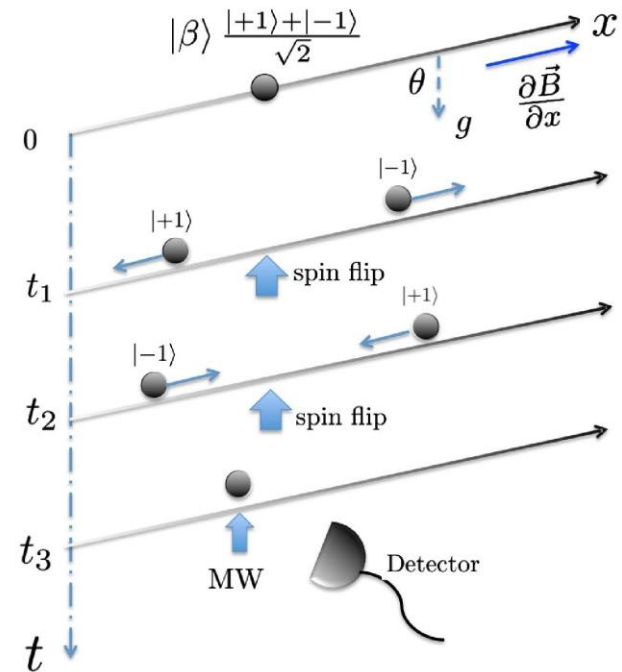 |β⟩ |+1⟩+|−1⟩ / √2
x
θ
g
∂B⃗ / ∂x
0
|−1⟩
|+1⟩
t₁
spin flip
|+1⟩
|−1⟩
t₂
spin flip
t₃
MW
Detector
t